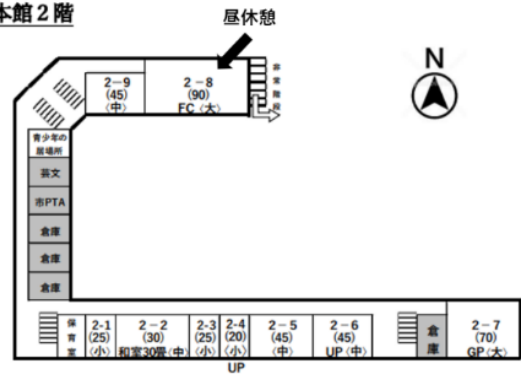 本館2階
昼休憩
N
2－9
(45)
〈中〉
2－8
(90)
FC〈大〉
非常階段
青少年の
居場所
芸文
市PTA
倉庫
倉庫
倉庫
保育室
2-1
(25)
〈小〉
2－2
(30)
和室30畳〈中〉
2-3
(25)
〈小〉
2-4
(20)
〈小〉
UP
2－5
(45)
〈中〉
2－6
(45)
UP〈中〉
倉庫
2－7
(70)
GP〈大〉